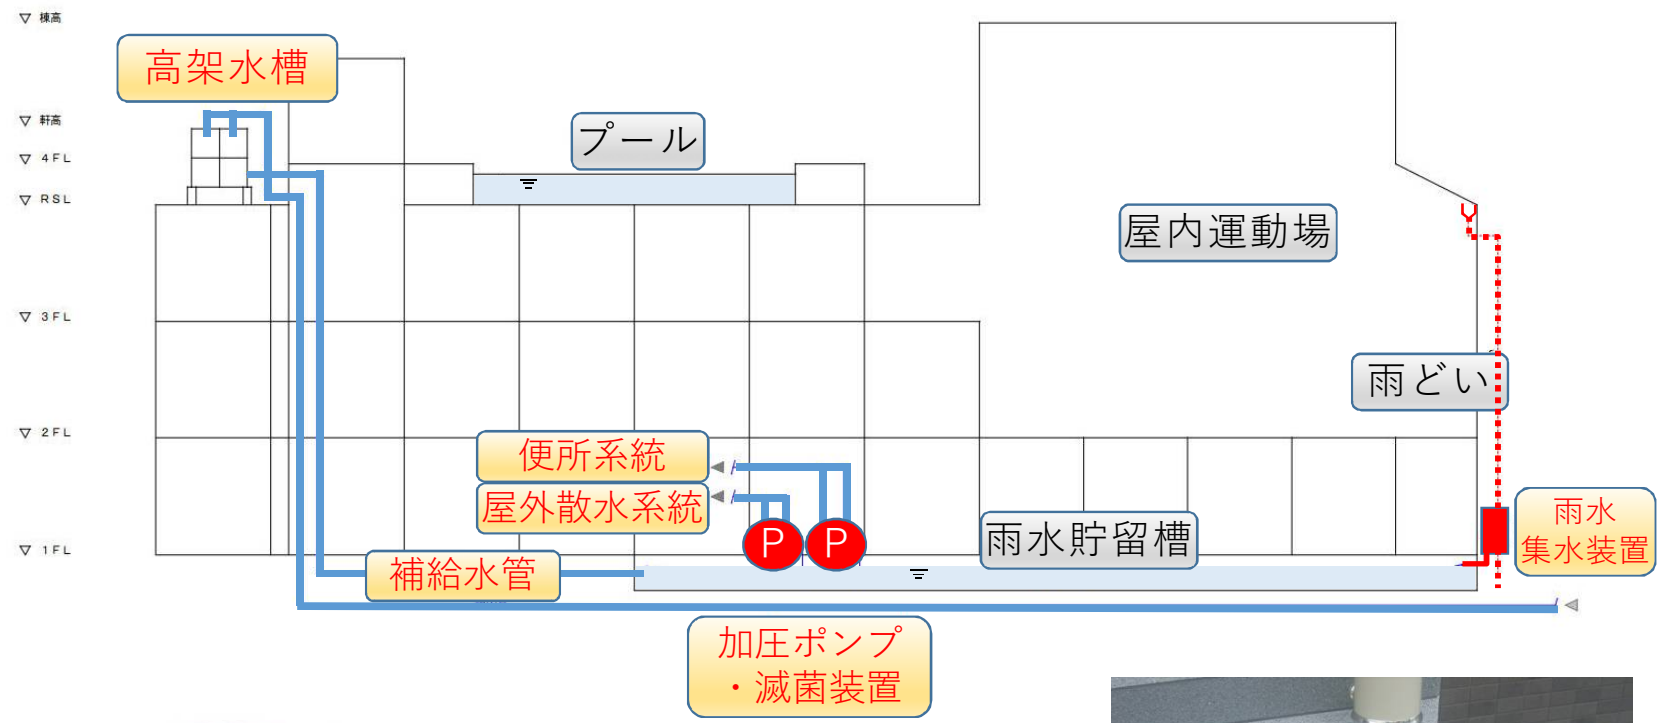 ▽ 棟高
高架水槽
▽ 軒高
プール
▽ 4FL
▽ RSL
屋内運動場
▽ 3FL
雨どい
▽ 2FL
便所系統
屋外散水系統
雨水貯留槽
雨水
集水装置
P
P
▽ 1FL
補給水管
加圧ポンプ
・滅菌装置